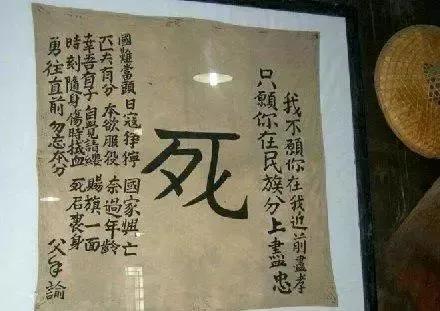 我不願你在我近前盡孝
只願你在民族分上盡忠
死
國難當頭 日寇猙獰 國家興亡
匹夫有分 本欲服役 奈過年齡
幸吾有子 自覺請纓 賜旗一面
時刻隨身 傷時拭血 死后裹身
勇往直前 勿忘本分
父手諭